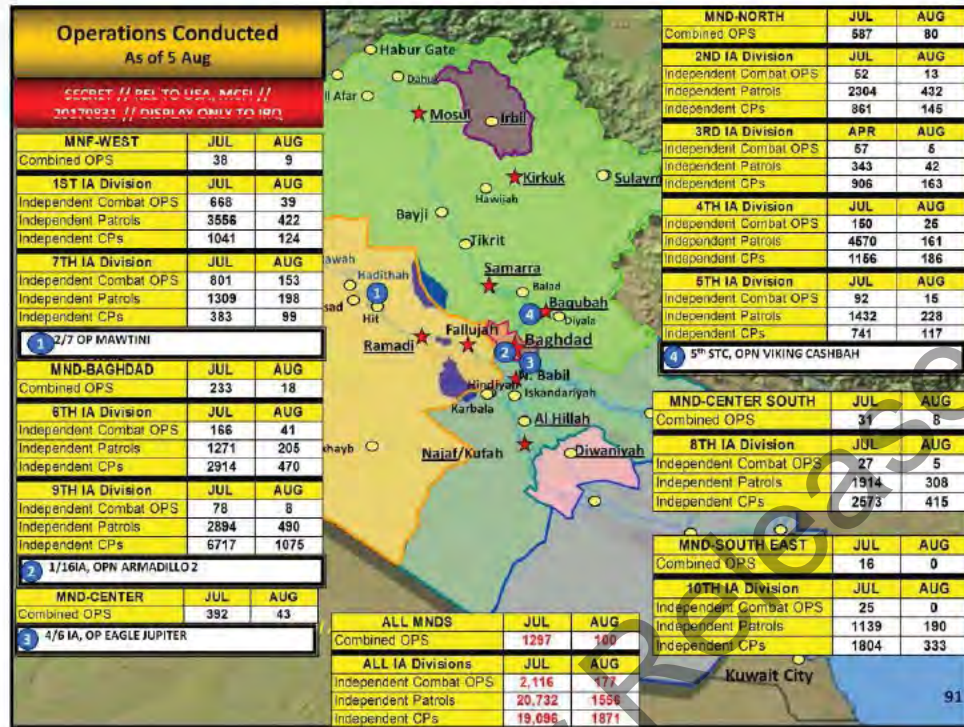 Operations Conducted
As of 5 Aug
SECRET // REL TO USA, MCFI //
20170831 // DISPLAY ONLY TO IRQ
MNF-WEST JUL AUG
Combined OPS 38 9
1ST IA Division JUL AUG
Independent Combat OPS 668 39
Independent Patrols 3556 422
Independent CPs 1041 124
7TH IA Division JUL AUG
Independent Combat OPS 801 153
Independent Patrols 1309 198
Independent CPs 383 99
1 2/7 OP MAWTINI
MND-BAGHDAD JUL AUG
Combined OPS 233 18
6TH IA Division JUL AUG
Independent Combat OPS 166 41
Independent Patrols 1271 205
Independent CPs 2914 470
9TH IA Division JUL AUG
Independent Combat OPS 78 8
Independent Patrols 2894 490
Independent CPs 6717 1075
2 1/16IA, OPN ARMADILLO 2
MND-CENTER JUL AUG
Combined OPS 392 43
3 4/6 IA, OP EAGLE JUPITER
Habur Gate
Dahuk
l Afar
Mosul
Irbil
Kirkuk
Sulaym
Hawijah
Bayji
Tikrit
Samarra
awah
Hadithah
Balad
1
sad
Hit
4
Baqubah
Diyala
Fallujah
Ramadi
Baghdad
2
3
N. Babil
Hindiyah
Iskandariyah
Karbala
Al Hillah
khayb
Najaf/Kufah
Diwaniyah
Kuwait City
ALL MNDS JUL AUG
Combined OPS 1297 100
ALL IA Divisions JUL AUG
Independent Combat OPS 2,116 177
Independent Patrols 20,732 1556
Independent CPs 19,096 1871
MND-NORTH JUL AUG
Combined OPS 587 80
2ND IA Division JUL AUG
Independent Combat OPS 52 13
Independent Patrols 2304 432
Independent CPs 861 145
3RD IA Division APR AUG
Independent Combat OPS 57 5
Independent Patrols 343 42
Independent CPs 906 163
4TH IA Division JUL AUG
Independent Combat OPS 150 25
Independent Patrols 4570 161
Independent CPs 1156 186
5TH IA Division JUL AUG
Independent Combat OPS 92 15
Independent Patrols 1432 228
Independent CPs 741 117
4 5th STC, OPN VIKING CASHBAH
MND-CENTER SOUTH JUL AUG
Combined OPS 31 8
8TH IA Division JUL AUG
Independent Combat OPS 27 5
Independent Patrols 1914 308
Independent CPs 2573 415
MND-SOUTH EAST JUL AUG
Combined OPS 16 0
10TH IA Division JUL AUG
Independent Combat OPS 25 0
Independent Patrols 1139 190
Independent CPs 1804 333
91
Release